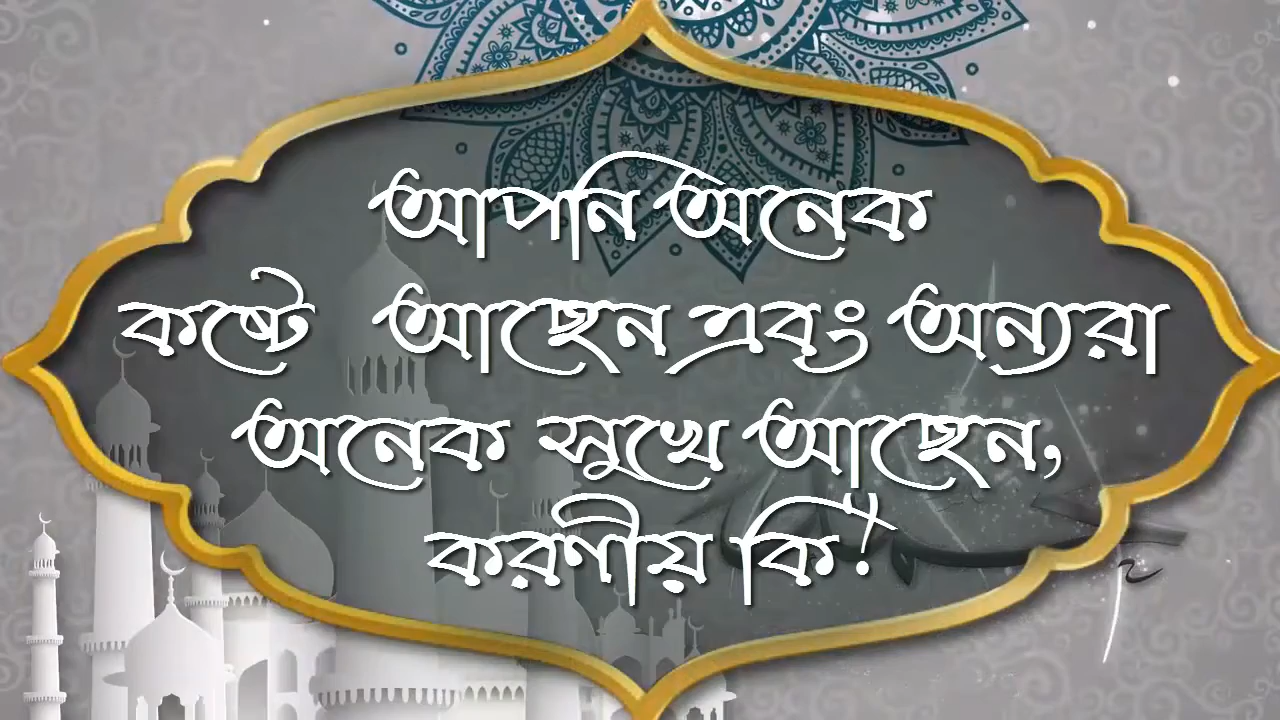 আপনি অনেক
কষ্টে আছেন এবং অন্যরা
অনেক সুখে আছেন,
করণীয় কি!